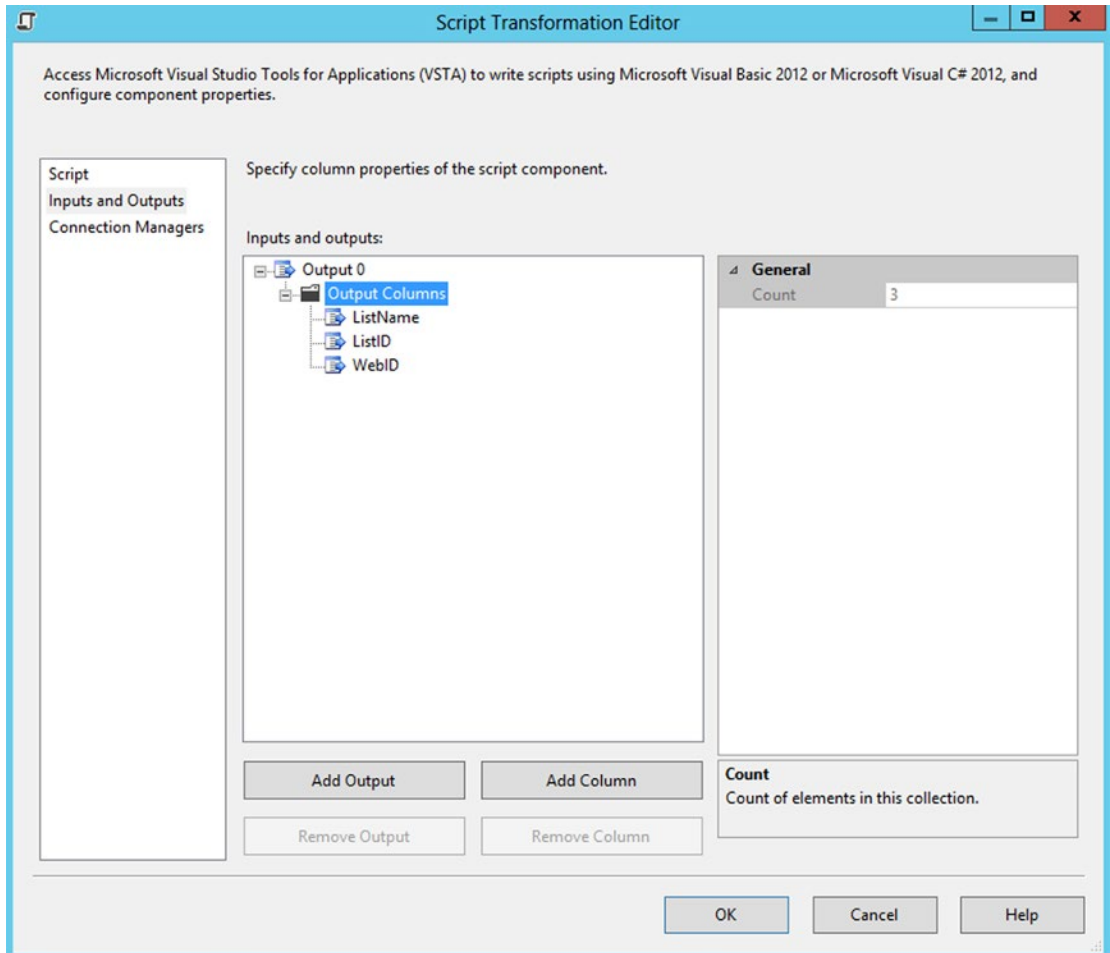 Script Transformation Editor
Access Microsoft Visual Studio Tools for Applications (VSTA) to write scripts using Microsoft Visual Basic 2012 or Microsoft Visual C# 2012, and
configure component properties.
Script
Inputs and Outputs
Connection Managers
Specify column properties of the script component.
Inputs and outputs:
Output 0
Output Columns
ListName
ListID
WebID
General
Count 3
Add Output
Add Column
Remove Output
Remove Column
Count
Count of elements in this collection.
OK
Cancel
Help